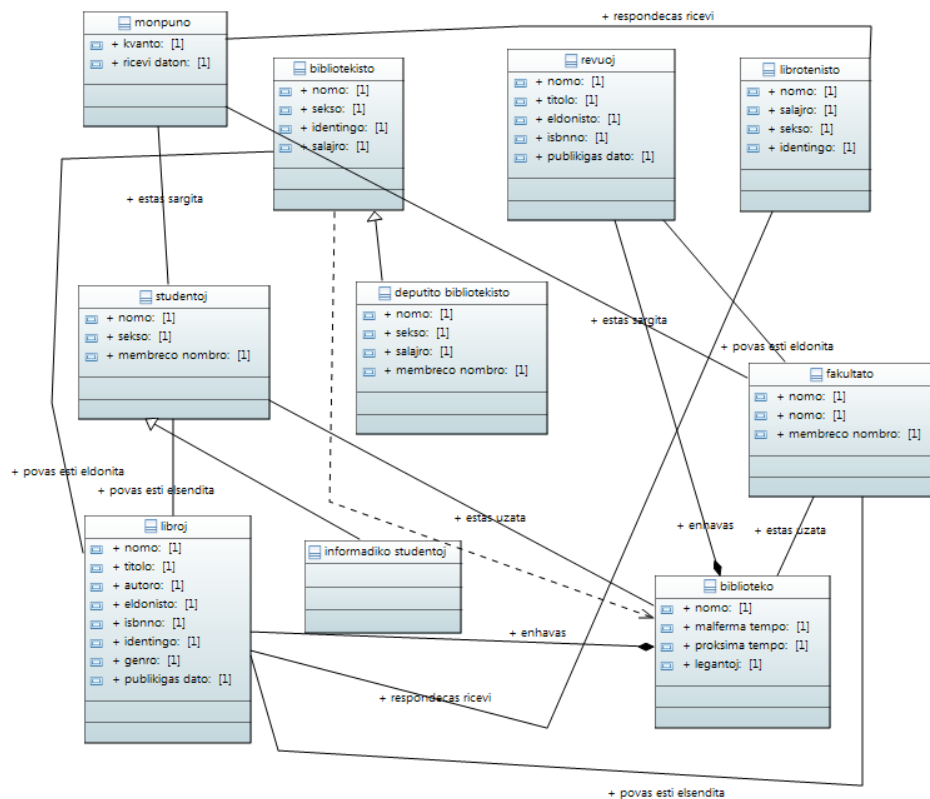 + respondecas ricevi
monpuno
+ kvanto: [1]
+ ricevi daton: [1]
bibliotekisto
+ nomo: [1]
+ sekso: [1]
+ identingo: [1]
+ salajro: [1]
revuoj
+ nomo: [1]
+ titolo: [1]
+ eldonisto: [1]
+ isbnno: [1]
+ publikigas dato: [1]
librotenisto
+ nomo: [1]
+ salajro: [1]
+ sekso: [1]
+ identingo: [1]
+ estas sargita
studentoj
+ nomo: [1]
+ sekso: [1]
+ membreco nombro: [1]
deputito bibliotekisto
+ nomo: [1]
+ sekso: [1]
+ salajro: [1]
+ membreco nombro: [1]
+ estas sargita
+ povas esti eldonita
fakultato
+ nomo: [1]
+ nomo: [1]
+ membreco nombro: [1]
+ povas esti eldonita
+ povas esti elsendita
+ estas uzata
+ enhavas
+ estas uzata
libroj
+ nomo: [1]
+ titolo: [1]
+ autoro: [1]
+ eldonisto: [1]
+ isbnno: [1]
+ identingo: [1]
+ genro: [1]
+ publikigas dato: [1]
informadiko studentoj
biblioteko
+ nomo: [1]
+ malferma tempo: [1]
+ proksima tempo: [1]
+ legantoj: [1]
+ enhavas
+ respondecas ricevi
+ povas esti elsendita